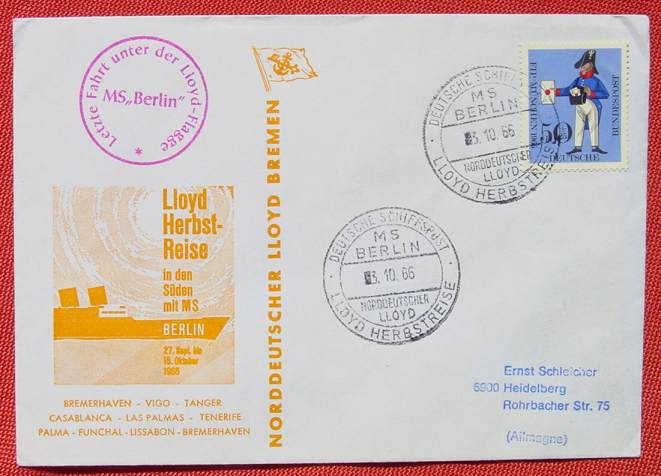 Letzte Fahrt unter der Lloyd-Flagge
MS „Berlin"
*
Lloyd
Herbst-
Reise
in den
Süden
mit MS
BERLIN
27. Sept. bis
15. Oktober
1966
BREMERHAVEN - VIGO - TANGER
CASABLANCA - LAS PALMAS - TENERIFE
PALMA - FUNCHAL - LISSABON - BREMERHAVEN
NORDDEUTSCHER LLOYD BREMEN
· DEUTSCHE SCHIFFSPOST ·
MS
BERLIN
3. 10. 66
NORDDEUTSCHER
LLOYD
LLOYD HERBSTREISE
50
DEUTSCHE
BUNDESPOST
· DEUTSCHE SCHIFFSPOST ·
MS
BERLIN
3. 10. 66
NORDDEUTSCHER
LLOYD
LLOYD HERBSTREISE
Ernst Schleicher
6900 Heidelberg
Rohrbacher Str. 75
(Allmagne)